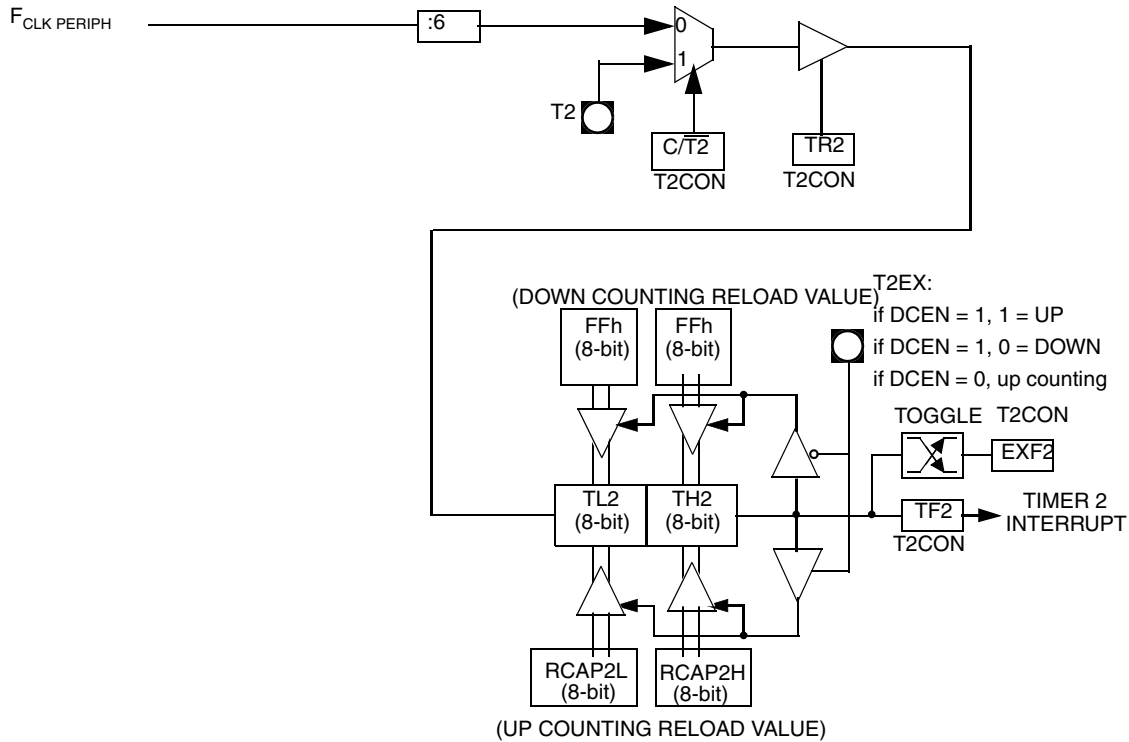 FCLK PERIPH
:6
0
1
T2
C/T2
TR2
T2CON
T2CON
T2EX:
(DOWN COUNTING RELOAD VALUE)
if DCEN = 1, 1 = UP
FFh
(8-bit)
FFh
(8-bit)
if DCEN = 1, 0 = DOWN
if DCEN = 0, up counting
TOGGLE T2CON
EXF2
TL2
(8-bit)
TH2
(8-bit)
TF2
TIMER 2
INTERRUPT
T2CON
RCAP2L
(8-bit)
RCAP2H
(8-bit)
(UP COUNTING RELOAD VALUE)